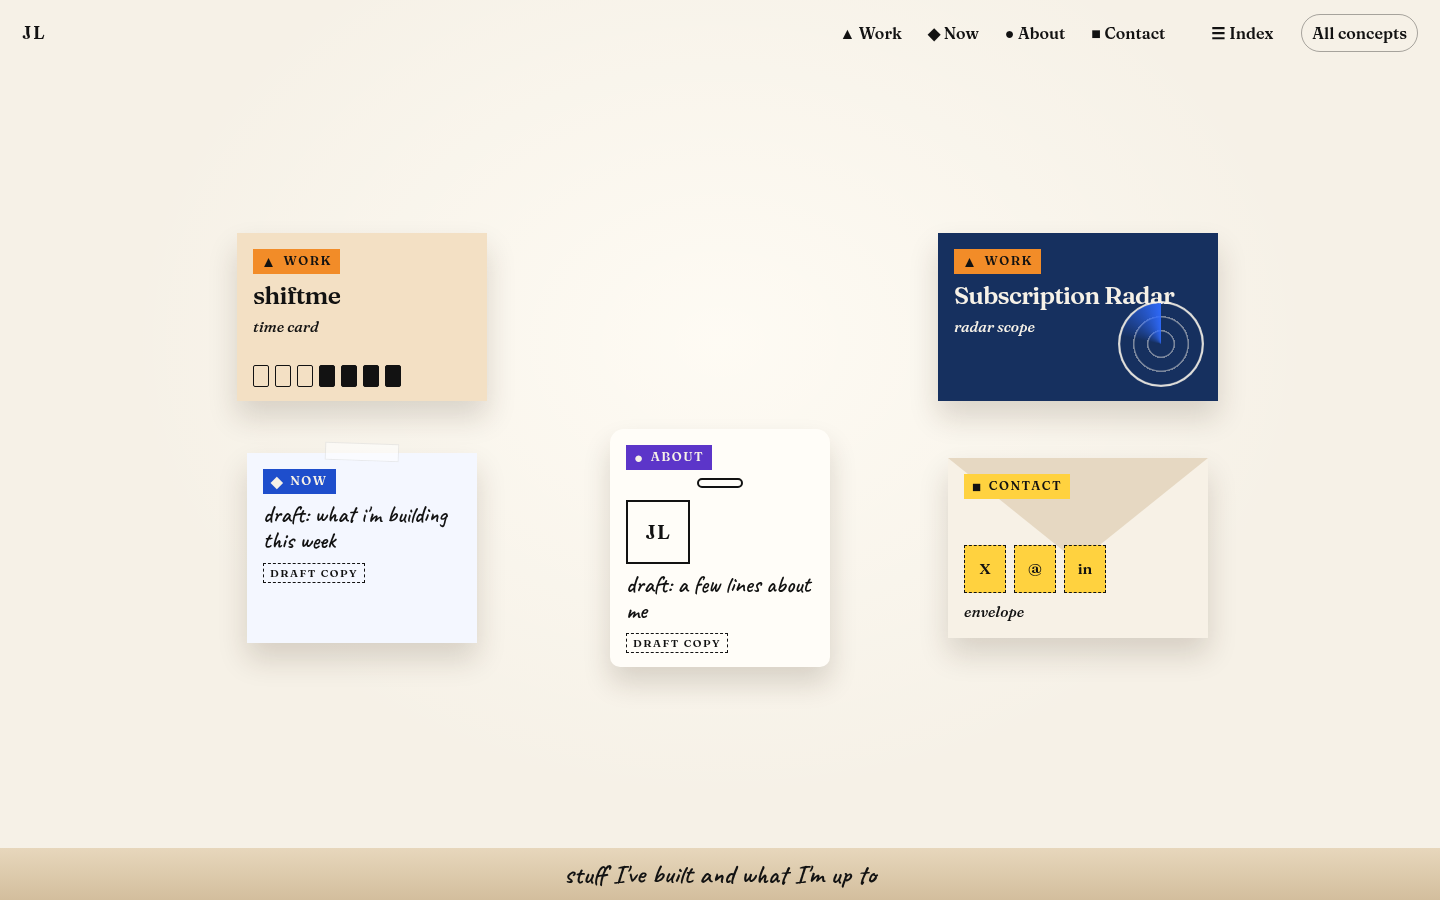 JL
▲ Work ◆ Now ● About ■ Contact ☰ Index All concepts
▲ WORK
shiftme
time card
▲ WORK
Subscription Radar
radar scope
◆ NOW
draft: what i'm building
this week
DRAFT COPY
● ABOUT
JL
draft: a few lines about
me
DRAFT COPY
■ CONTACT
X @ in
envelope
stuff I've built and what I'm up to